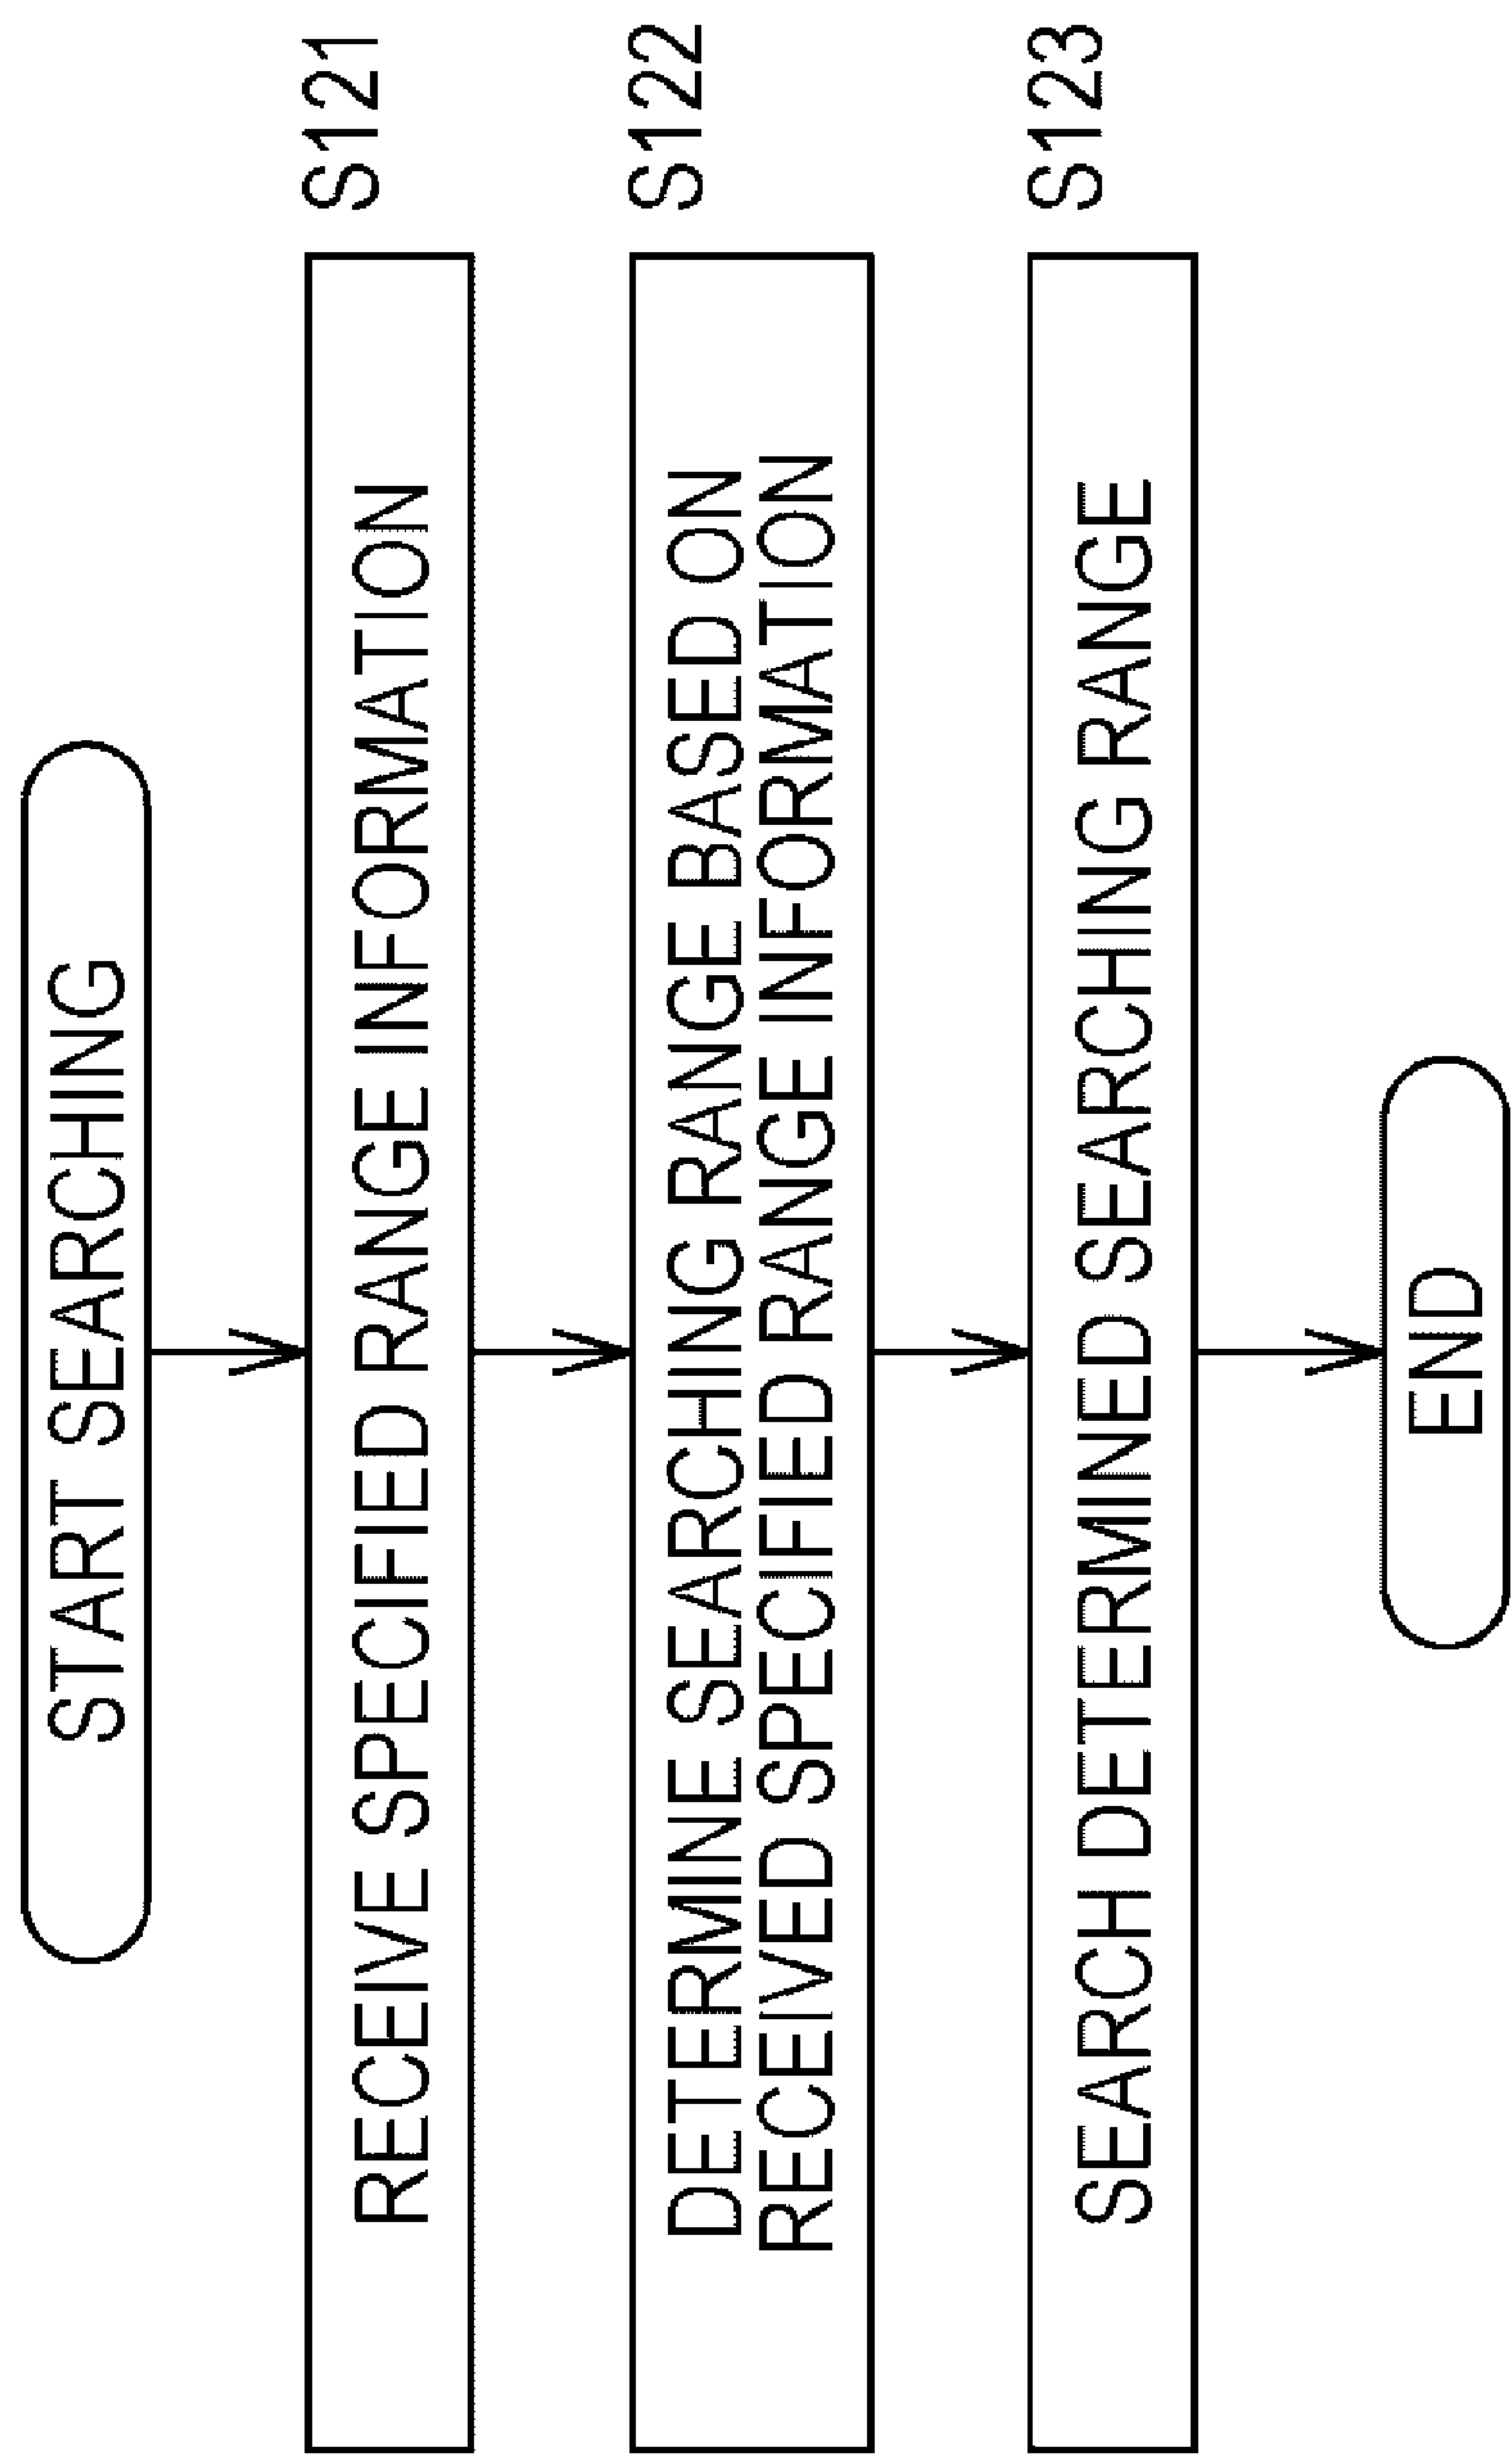 START SEARCHING
S121
RECEIVE SPECIFIED RANGE INFORMATION
S122
DETERMINE SEARCHING RANGE BASED ON
RECEIVED SPECIFIED RANGE INFORMATION
S123
SEARCH DETERMINED SEARCHING RANGE
END